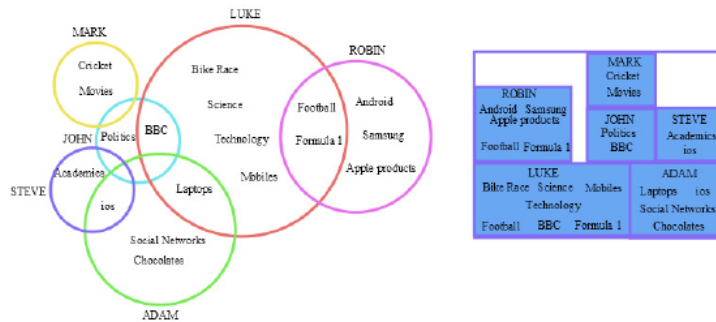 LUKE
MARK
ROBIN
Cricket
Movies
Bike Race
Science
Football
Android
JOHN
Politics
BBC
Technology
Formula 1
Samsung
Academics
Mobiles
Apple products
STEVE
ios
Laptops
Social Networks
Chocolates
ADAM
MARK
Cricket
Movies
ROBIN
Android Samsung
Apple products
Football Formula 1
JOHN
Politics
BBC
STEVE
Academics
ios
LUKE
Bike Race Science Mobiles
Technology
Football BBC Formula 1
ADAM
Laptops ios
Social Networks
Chocolates